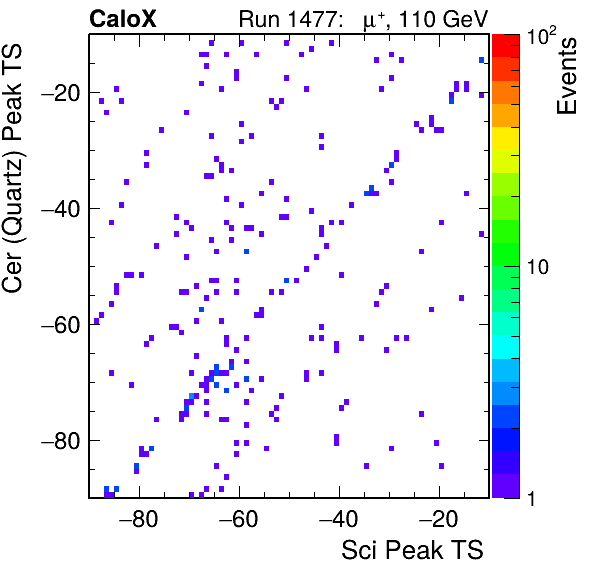 CaloX Run 1477: μ⁺, 110 GeV
Cer (Quartz) Peak TS
−20
−40
−60
−80
−80 −60 −40 −20
Sci Peak TS
10²
10
1
Events